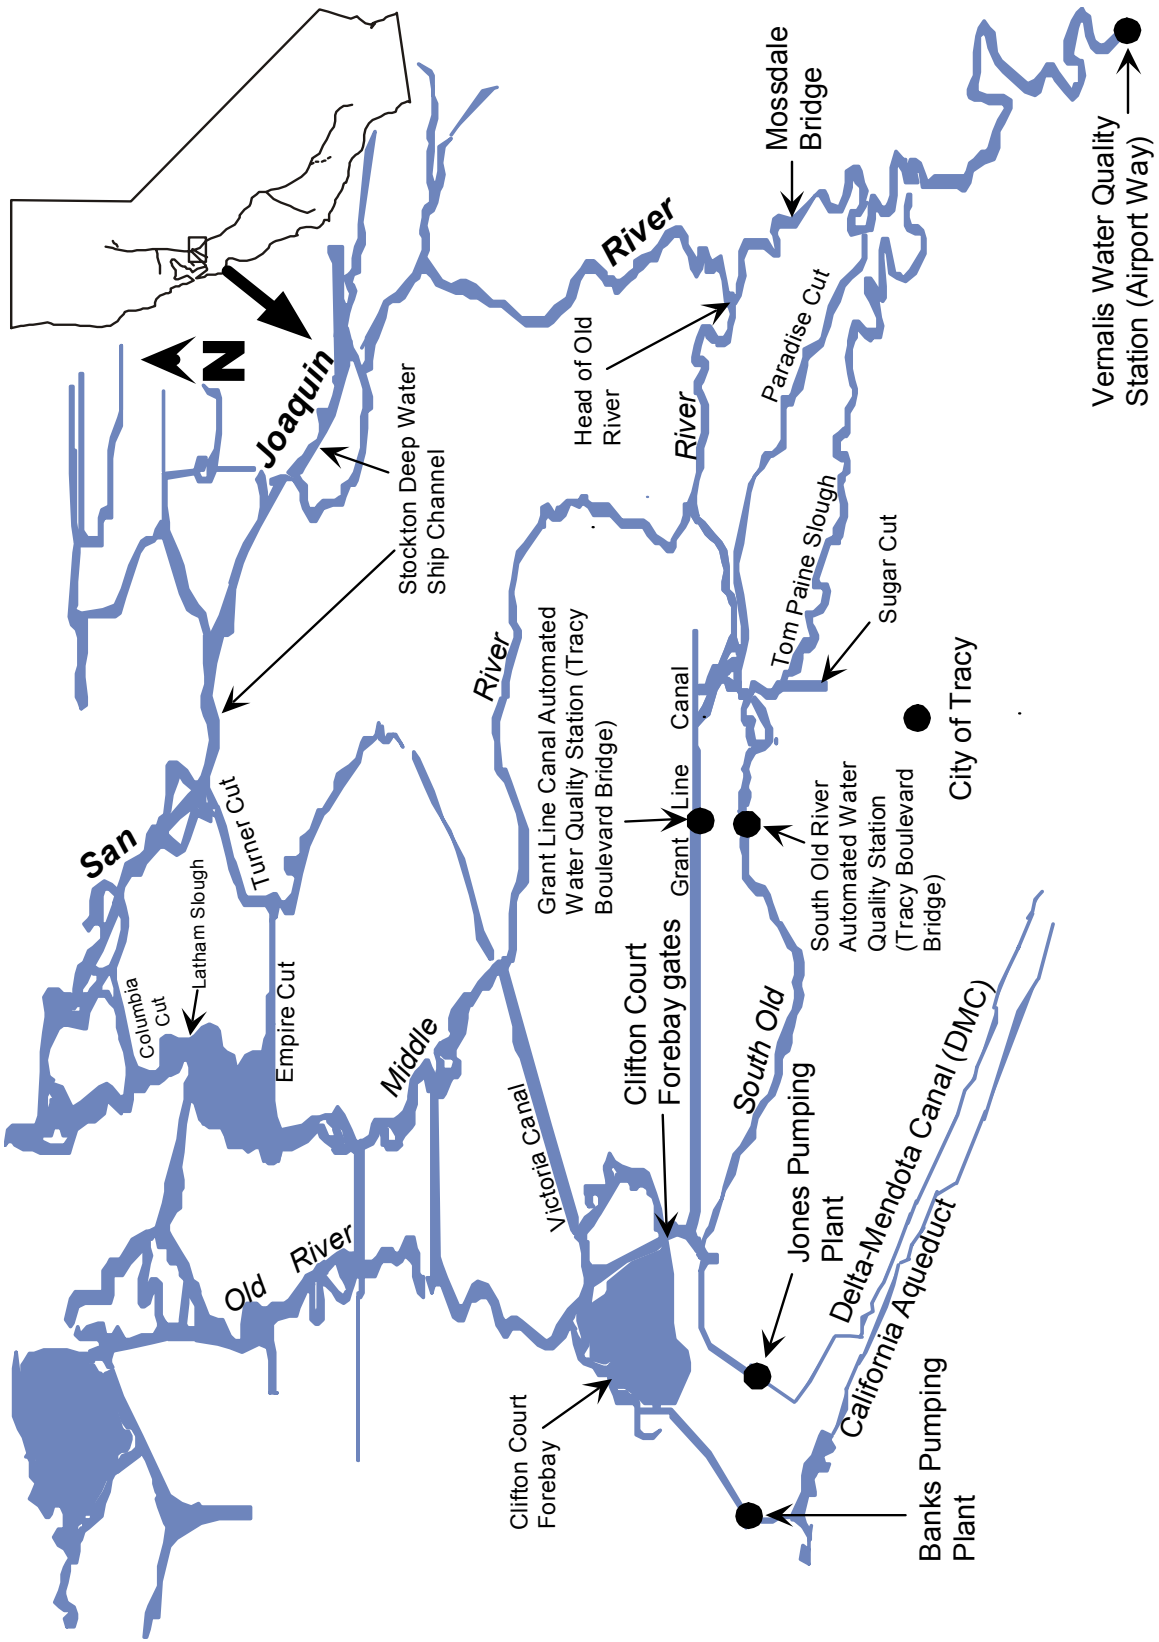 N
San
Joaquin
River
Stockton Deep Water
Ship Channel
Turner Cut
Latham Slough
Columbia
Cut
Empire Cut
Middle
River
Old
River
Victoria Canal
Head of Old
River
River
Mossdale
Bridge
Paradise Cut
Tom Paine Slough
Sugar Cut
Grant Line Canal Automated
Water Quality Station (Tracy
Boulevard Bridge)
Grant Line Canal
Clifton Court
Forebay gates
South Old
South Old River
Automated Water
Quality Station
(Tracy Boulevard
Bridge)
City of Tracy
Vernalis Water Quality
Station (Airport Way)
Clifton Court
Forebay
Jones Pumping
Plant
Delta-Mendota Canal (DMC)
California Aqueduct
Banks Pumping
Plant